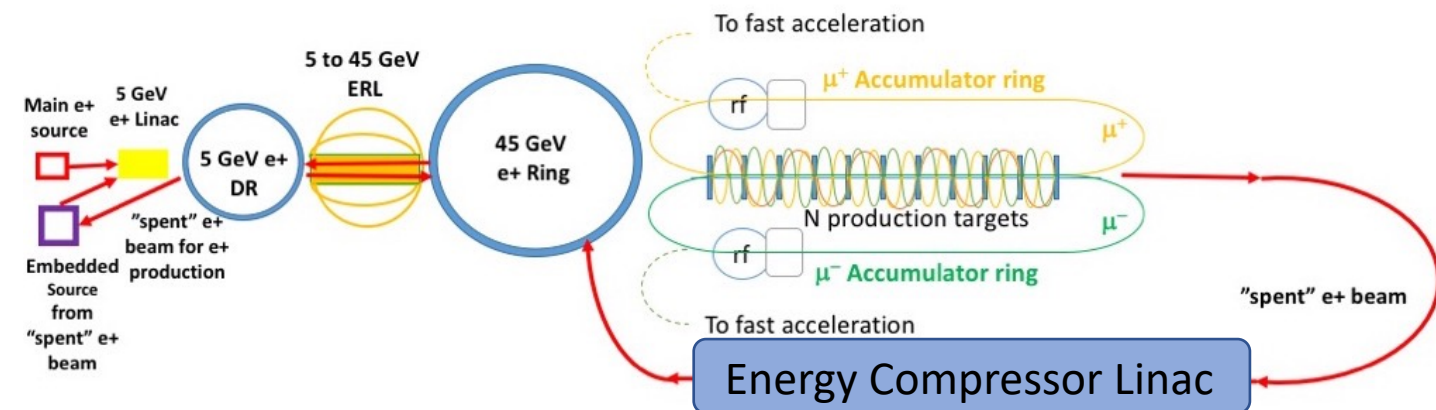 To fast acceleration
5 to 45 GeV
ERL
μ⁺ Accumulator ring
Main e+
source
5 GeV
e+ Linac
rf
5 GeV e+
DR
45 GeV
e+ Ring
μ⁺
”spent” e+
beam for e+
production
N production targets
μ⁻
Embedded
Source
from
“spent” e+
beam
rf
μ⁻ Accumulator ring
”spent” e+ beam
To fast acceleration
Energy Compressor Linac